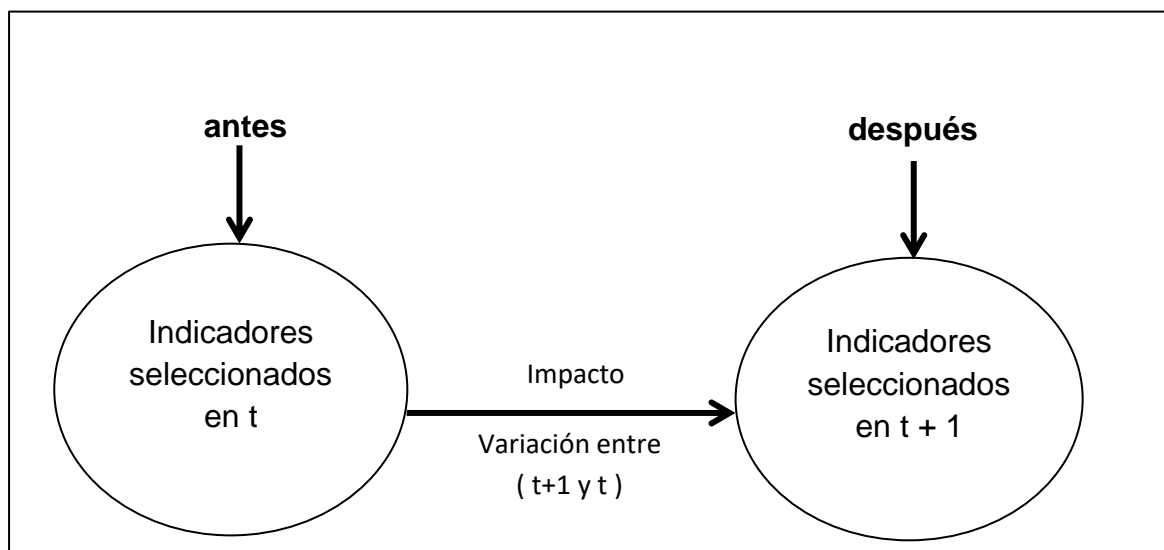 antes
después
Indicadores
seleccionados
en t
Impacto
Variación entre
( t+1 y t )
Indicadores
seleccionados
en t + 1